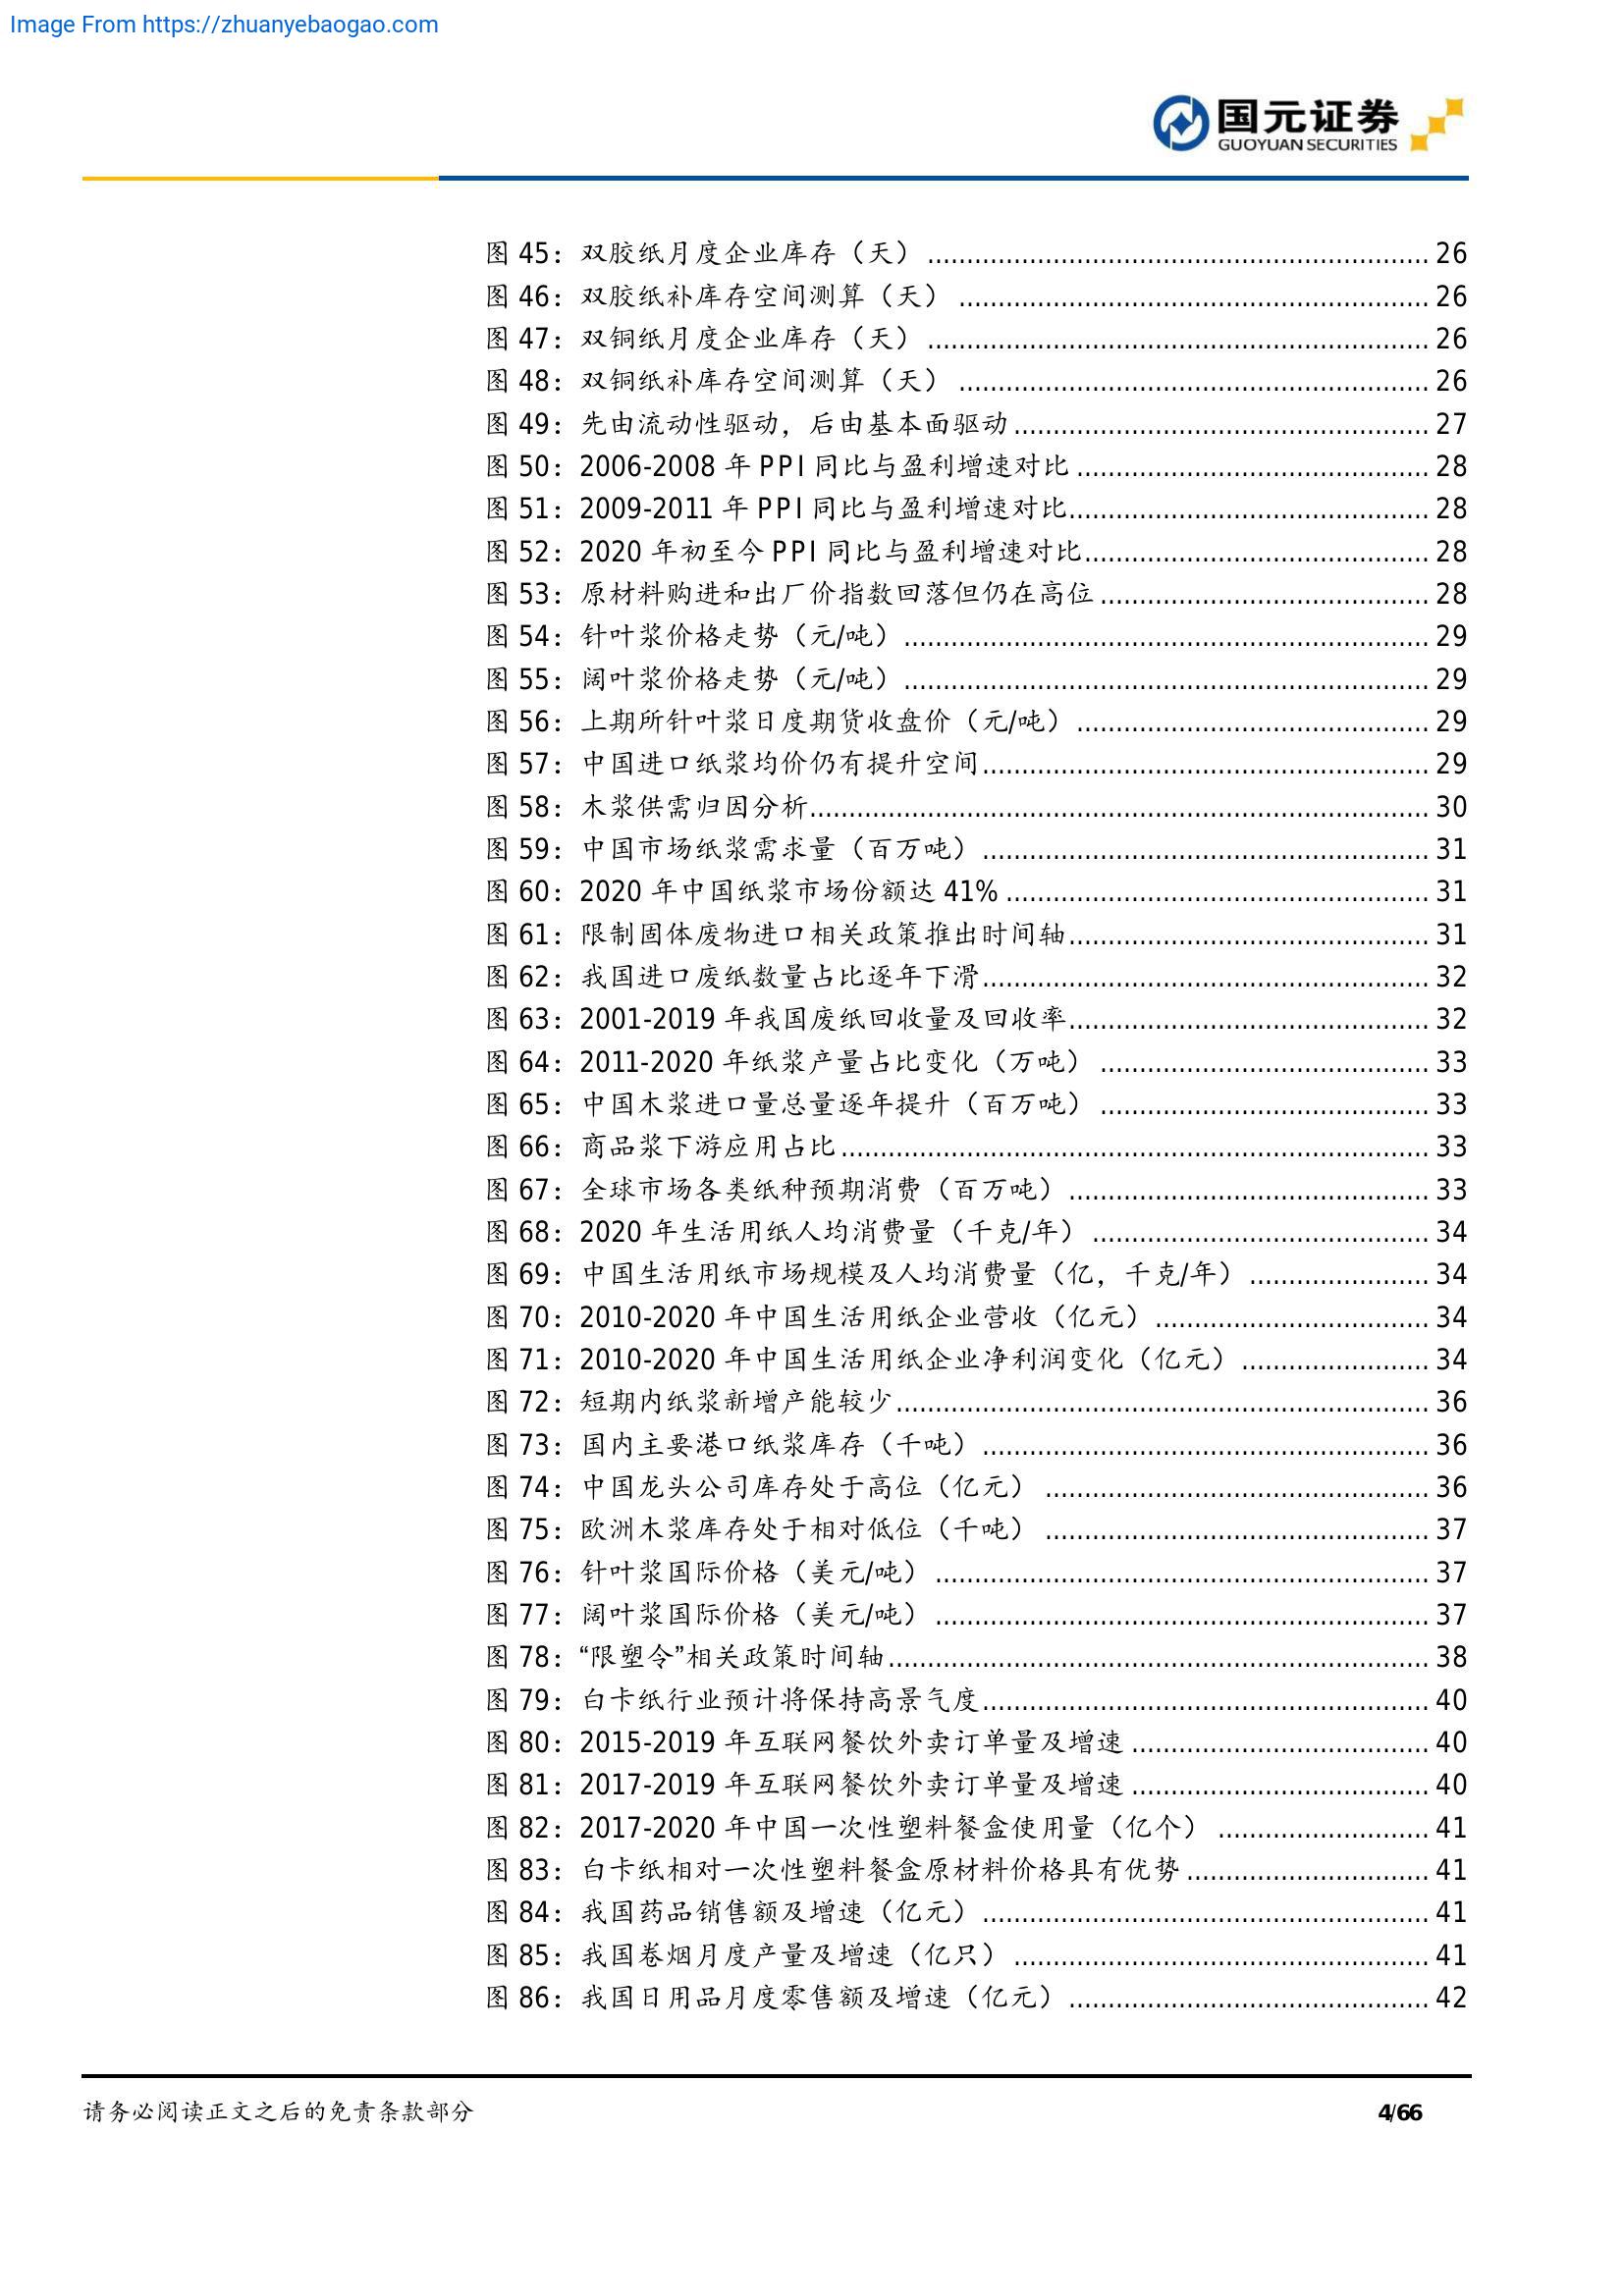 Image From https://zhuanyebaogao.com
国元证券
GUOYUAN SECURITIES
图 45：双胶纸月度企业库存（天）................................................................ 26
图 46：双胶纸补库存空间测算（天）............................................................ 26
图 47：双铜纸月度企业库存（天）................................................................ 26
图 48：双铜纸补库存空间测算（天）............................................................ 26
图 49：先由流动性驱动，后由基本面驱动..................................................... 27
图 50：2006-2008 年 PPI 同比与盈利增速对比............................................. 28
图 51：2009-2011 年 PPI 同比与盈利增速对比.............................................. 28
图 52：2020 年初至今 PPI 同比与盈利增速对比............................................ 28
图 53：原材料购进和出厂价指数回落但仍在高位.......................................... 28
图 54：针叶浆价格走势（元/吨）................................................................... 29
图 55：阔叶浆价格走势（元/吨）................................................................... 29
图 56：上期所针叶浆日度期货收盘价（元/吨）............................................. 29
图 57：中国进口纸浆均价仍有提升空间......................................................... 29
图 58：木浆供需归因分析............................................................................... 30
图 59：中国市场纸浆需求量（百万吨）......................................................... 31
图 60：2020 年中国纸浆市场份额达 41%...................................................... 31
图 61：限制固体废物进口相关政策推出时间轴.............................................. 31
图 62：我国进口废纸数量占比逐年下滑......................................................... 32
图 63：2001-2019 年我国废纸回收量及回收率.............................................. 32
图 64：2011-2020 年纸浆产量占比变化（万吨）.......................................... 33
图 65：中国木浆进口量总量逐年提升（百万吨）.......................................... 33
图 66：商品浆下游应用占比........................................................................... 33
图 67：全球市场各类纸种预期消费（百万吨）.............................................. 33
图 68：2020 年生活用纸人均消费量（千克/年）........................................... 34
图 69：中国生活用纸市场规模及人均消费量（亿，千克/年）....................... 34
图 70：2010-2020 年中国生活用纸企业营收（亿元）................................... 34
图 71：2010-2020 年中国生活用纸企业净利润变化（亿元）........................ 34
图 72：短期内纸浆新增产能较少.................................................................... 36
图 73：国内主要港口纸浆库存（千吨）......................................................... 36
图 74：中国龙头公司库存处于高位（亿元）................................................. 36
图 75：欧洲木浆库存处于相对低位（千吨）................................................. 37
图 76：针叶浆国际价格（美元/吨）............................................................... 37
图 77：阔叶浆国际价格（美元/吨）............................................................... 37
图 78：“限塑令”相关政策时间轴..................................................................... 38
图 79：白卡纸行业预计将保持高景气度......................................................... 40
图 80：2015-2019 年互联网餐饮外卖订单量及增速...................................... 40
图 81：2017-2019 年互联网餐饮外卖订单量及增速...................................... 40
图 82：2017-2020 年中国一次性塑料餐盒使用量（亿个）........................... 41
图 83：白卡纸相对一次性塑料餐盒原材料价格具有优势............................... 41
图 84：我国药品销售额及增速（亿元）......................................................... 41
图 85：我国卷烟月度产量及增速（亿只）..................................................... 41
图 86：我国日用品月度零售额及增速（亿元）.............................................. 42
请务必阅读正文之后的免责条款部分
4/66